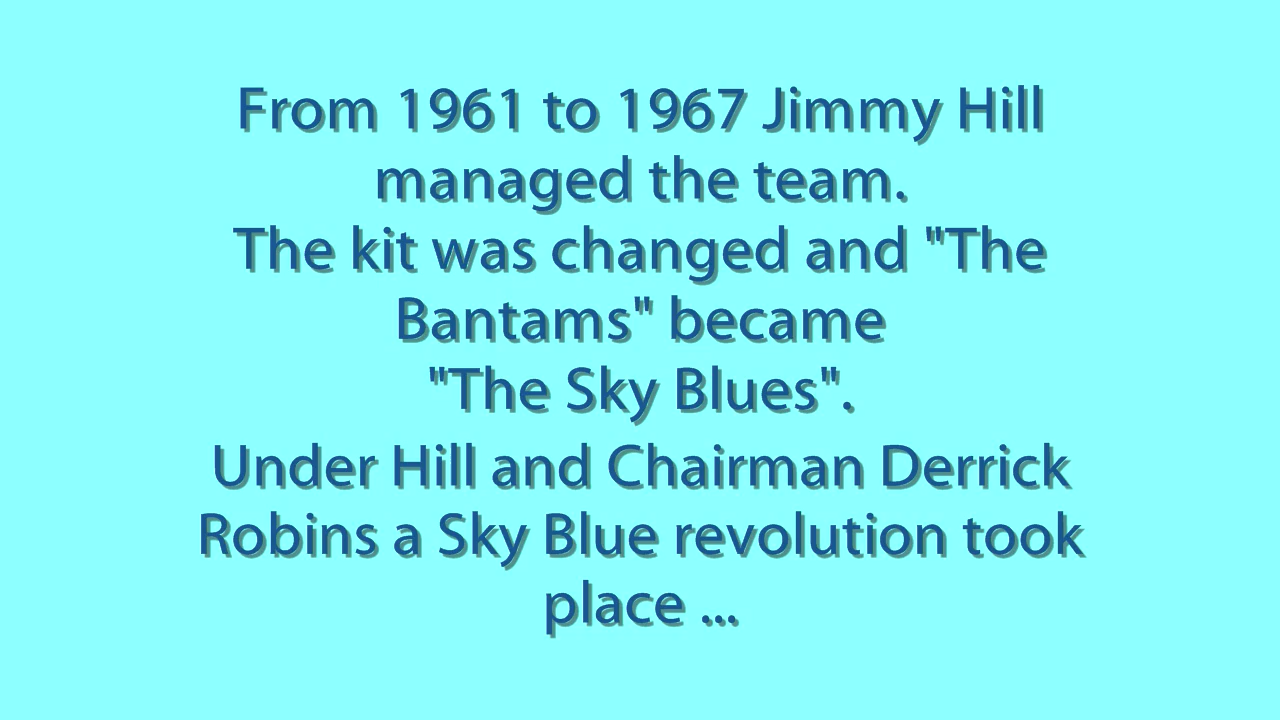 From 1961 to 1967 Jimmy Hill
managed the team.
The kit was changed and "The
Bantams" became
"The Sky Blues".
Under Hill and Chairman Derrick
Robins a Sky Blue revolution took
place ...